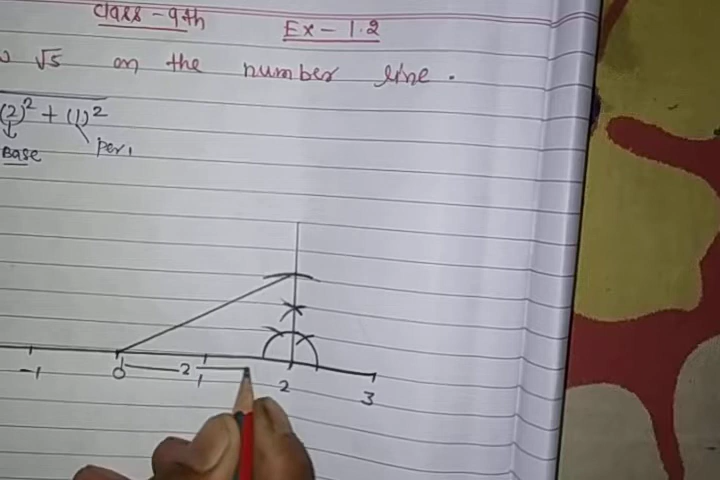 Class - 9th Ex - 1.2
√5 on the number line.
(2)² + (1)²
Base Per.
-1 0 2 1 2 3